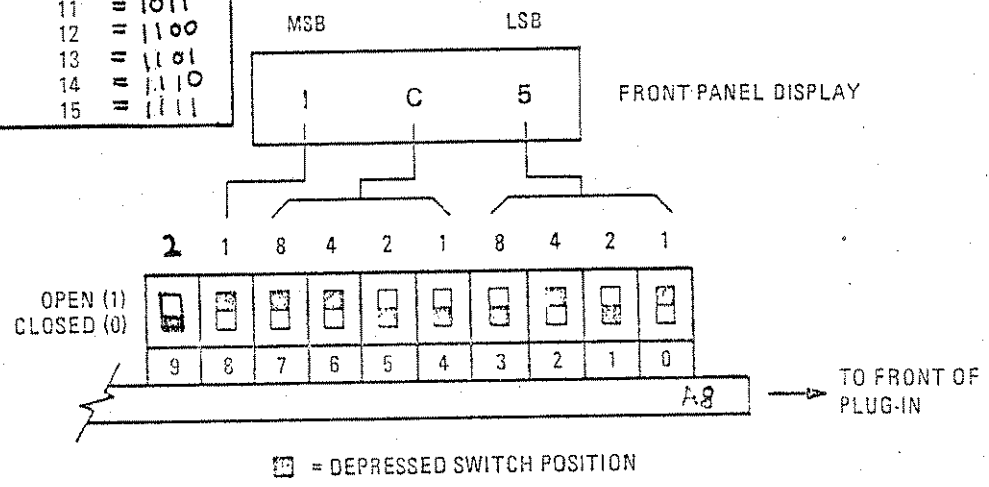 11 = 1011
12 = 1100
13 = 1101
14 = 1110
15 = 1111
MSB LSB
1 C 5 FRONT PANEL DISPLAY
2 1 8 4 2 1 8 4 2 1
OPEN (1)
CLOSED (0)
9 8 7 6 5 4 3 2 1 0
A8
TO FRONT OF
PLUG-IN
= DEPRESSED SWITCH POSITION